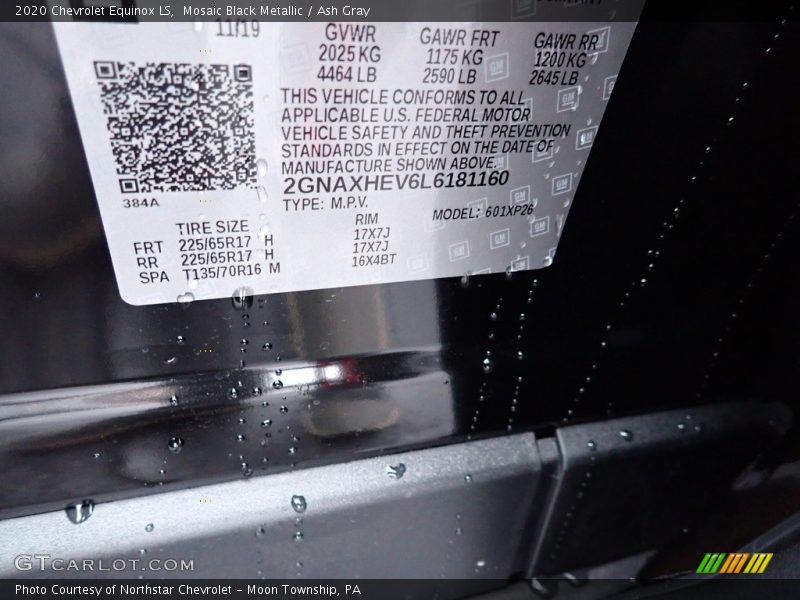 2020 Chevrolet Equinox LS, Mosaic Black Metallic / Ash Gray
11/19
GVWR GAWR FRT GAWR RR
2025 KG 1175 KG 1200 KG
4464 LB 2590 LB 2645 LB
THIS VEHICLE CONFORMS TO ALL
APPLICABLE U.S. FEDERAL MOTOR
VEHICLE SAFETY AND THEFT PREVENTION
STANDARDS IN EFFECT ON THE DATE OF
MANUFACTURE SHOWN ABOVE.
2GNAXHEV6L6181160
TYPE: M.P.V. MODEL: 601XP26
384A
TIRE SIZE RIM
FRT 225/65R17 H 17X7J
RR 225/65R17 H 17X7J
SPA T135/70R16 M 16X4BT
GTCARLOT.COM
Photo Courtesy of Northstar Chevrolet - Moon Township, PA